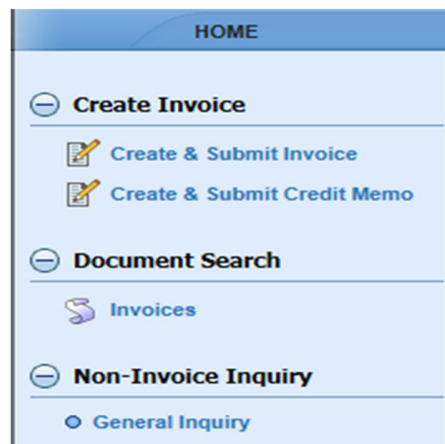 HOME
Create Invoice
Create & Submit Invoice
Create & Submit Credit Memo
Document Search
Invoices
Non-Invoice Inquiry
General Inquiry